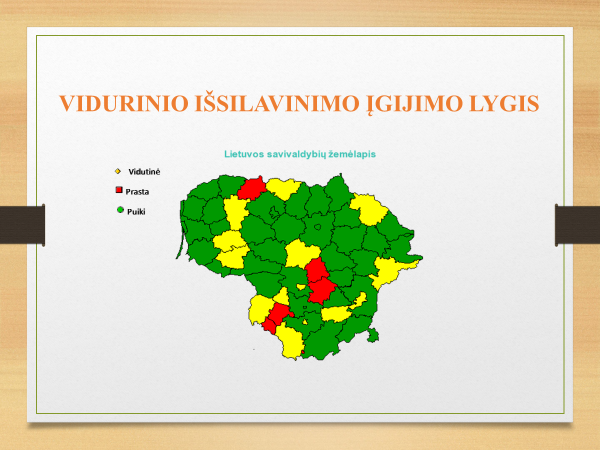 VIDURINIO IŠSILAVINIMO ĮGIJIMO LYGIS
Lietuvos savivaldybių žemėlapis
Vidutinė
Prasta
Puiki